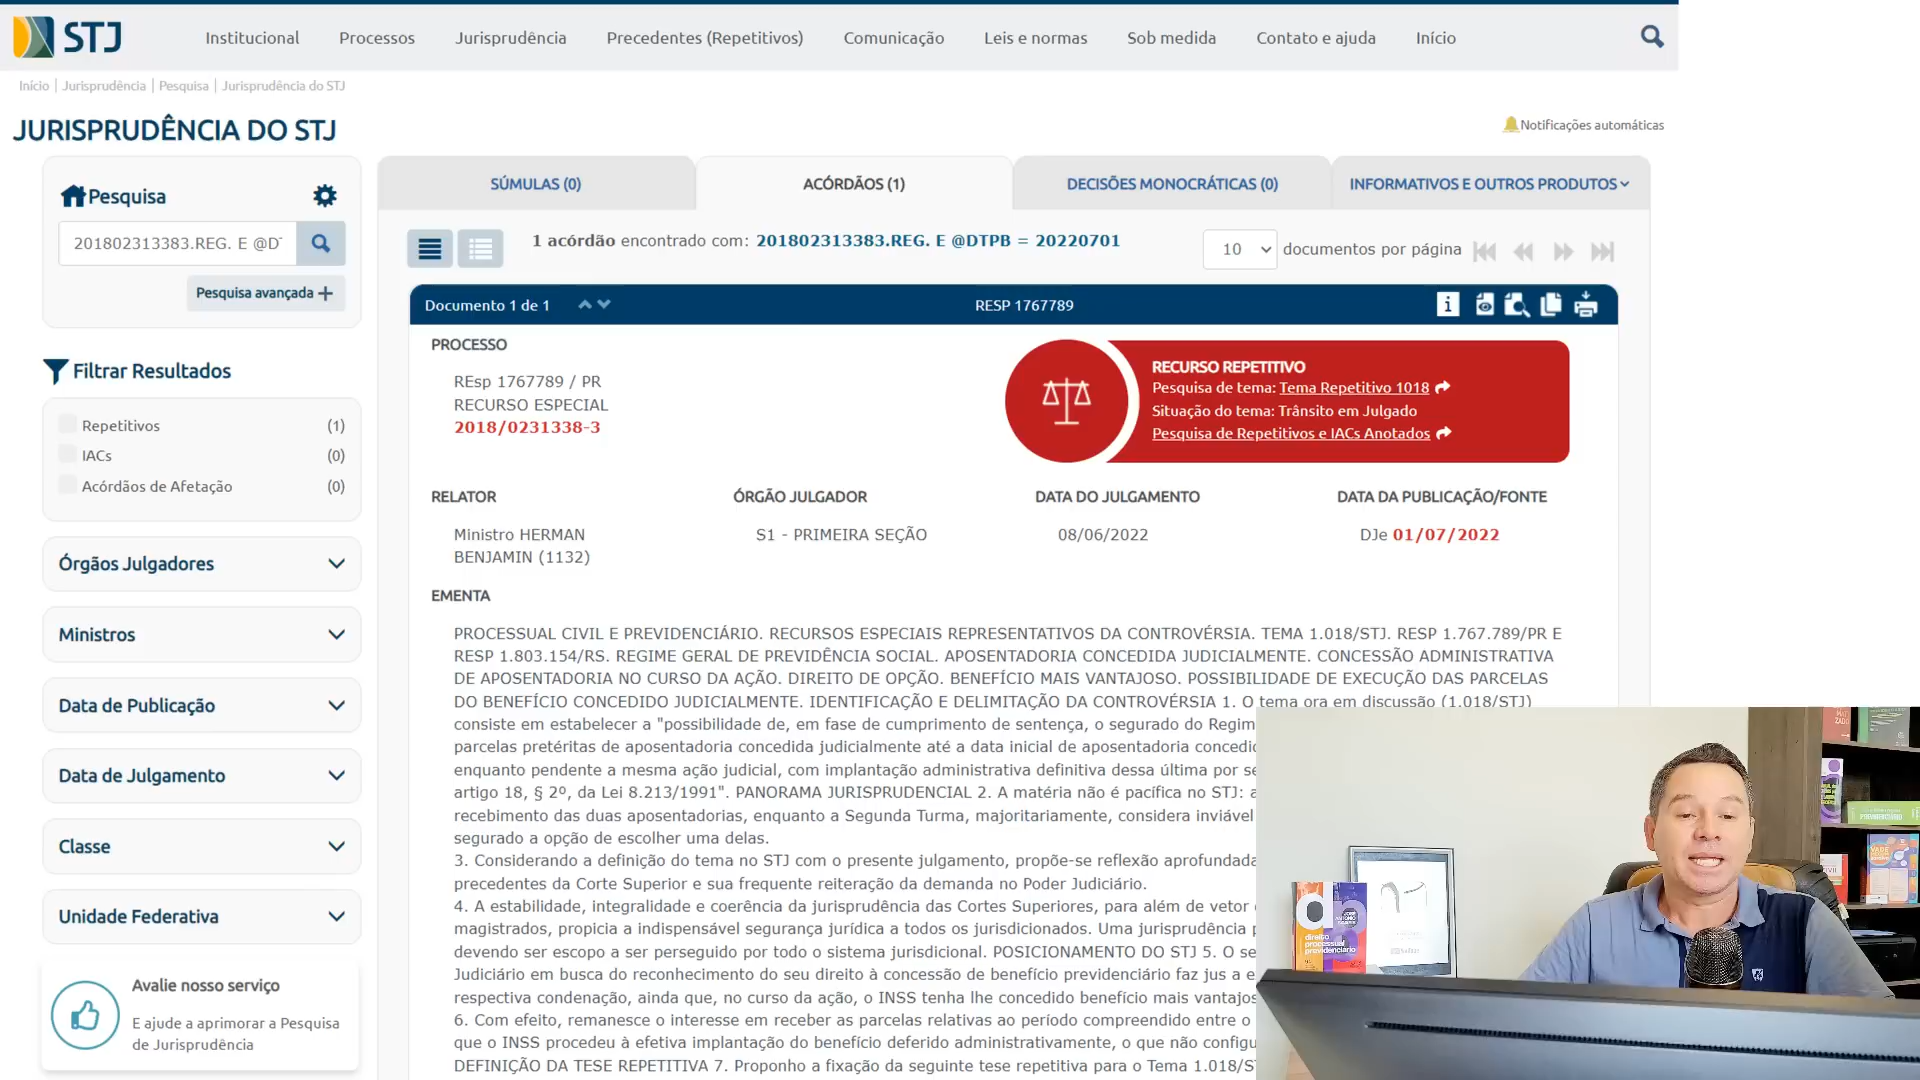 STJ
Institucional
Processos
Jurisprudência
Precedentes (Repetitivos)
Comunicação
Leis e normas
Sob medida
Contato e ajuda
Início
Início | Jurisprudência | Pesquisa | Jurisprudência do STJ
JURISPRUDÊNCIA DO STJ
Notificações automáticas
Pesquisa
201802313383.REG. E @D
Pesquisa avançada +
Filtrar Resultados
Repetitivos (1)
IACs (0)
Acórdãos de Afetação (0)
Órgãos Julgadores
Ministros
Data de Publicação
Data de Julgamento
Classe
Unidade Federativa
Avalie nosso serviço
E ajude a aprimorar a Pesquisa
de Jurisprudência
SÚMULAS (0)
ACÓRDÃOS (1)
DECISÕES MONOCRÁTICAS (0)
INFORMATIVOS E OUTROS PRODUTOS
1 acórdão encontrado com: 201802313383.REG. E @DTPB = 20220701
10 documentos por página
Documento 1 de 1
RESP 1767789
PROCESSO
REsp 1767789 / PR
RECURSO ESPECIAL
2018/0231338-3
RECURSO REPETITIVO
Pesquisa de tema: Tema Repetitivo 1018
Situação do tema: Trânsito em Julgado
Pesquisa de Repetitivos e IACs Anotados
RELATOR
Ministro HERMAN
BENJAMIN (1132)
ÓRGÃO JULGADOR
S1 - PRIMEIRA SEÇÃO
DATA DO JULGAMENTO
08/06/2022
DATA DA PUBLICAÇÃO/FONTE
DJe 01/07/2022
EMENTA
PROCESSUAL CIVIL E PREVIDENCIÁRIO. RECURSOS ESPECIAIS REPRESENTATIVOS DA CONTROVÉRSIA. TEMA 1.018/STJ. RESP 1.767.789/PR E
RESP 1.803.154/RS. REGIME GERAL DE PREVIDÊNCIA SOCIAL. APOSENTADORIA CONCEDIDA JUDICIALMENTE. CONCESSÃO ADMINISTRATIVA
DE APOSENTADORIA NO CURSO DA AÇÃO. DIREITO DE OPÇÃO. BENEFÍCIO MAIS VANTAJOSO. POSSIBILIDADE DE EXECUÇÃO DAS PARCELAS
DO BENEFÍCIO CONCEDIDO JUDICIALMENTE. IDENTIFICAÇÃO E DELIMITAÇÃO DA CONTROVÉRSIA 1. O tema ora em discussão (1.018/STJ)
consiste em estabelecer a "possibilidade de, em fase de cumprimento de sentença, o segurado do Regim
parcelas pretéritas de aposentadoria concedida judicialmente até a data inicial de aposentadoria concedi
enquanto pendente a mesma ação judicial, com implantação administrativa definitiva dessa última por se
artigo 18, § 2º, da Lei 8.213/1991". PANORAMA JURISPRUDENCIAL 2. A matéria não é pacífica no STJ: a
recebimento das duas aposentadorias, enquanto a Segunda Turma, majoritariamente, considera inviável
segurado a opção de escolher uma delas.
3. Considerando a definição do tema no STJ com o presente julgamento, propõe-se reflexão aprofundada
precedentes da Corte Superior e sua frequente reiteração da demanda no Poder Judiciário.
4. A estabilidade, integralidade e coerência da jurisprudência das Cortes Superiores, para além de vetor
magistrados, propicia a indispensável segurança jurídica a todos os jurisdicionados. Uma jurisprudência
devendo ser escopo a ser perseguido por todo o sistema jurisdicional. POSICIONAMENTO DO STJ 5. O se
Judiciário em busca do reconhecimento do seu direito à concessão de benefício previdenciário faz jus a e
respectiva condenação, ainda que, no curso da ação, o INSS tenha lhe concedido benefício mais vantajos
6. Com efeito, remanesce o interesse em receber as parcelas relativas ao período compreendido entre o
que o INSS procedeu à efetiva implantação do benefício deferido administrativamente, o que não configu
DEFINIÇÃO DA TESE REPETITIVA 7. Proponho a fixação da seguinte tese repetitiva para o Tema 1.018/S
direito
processual
previdenciário